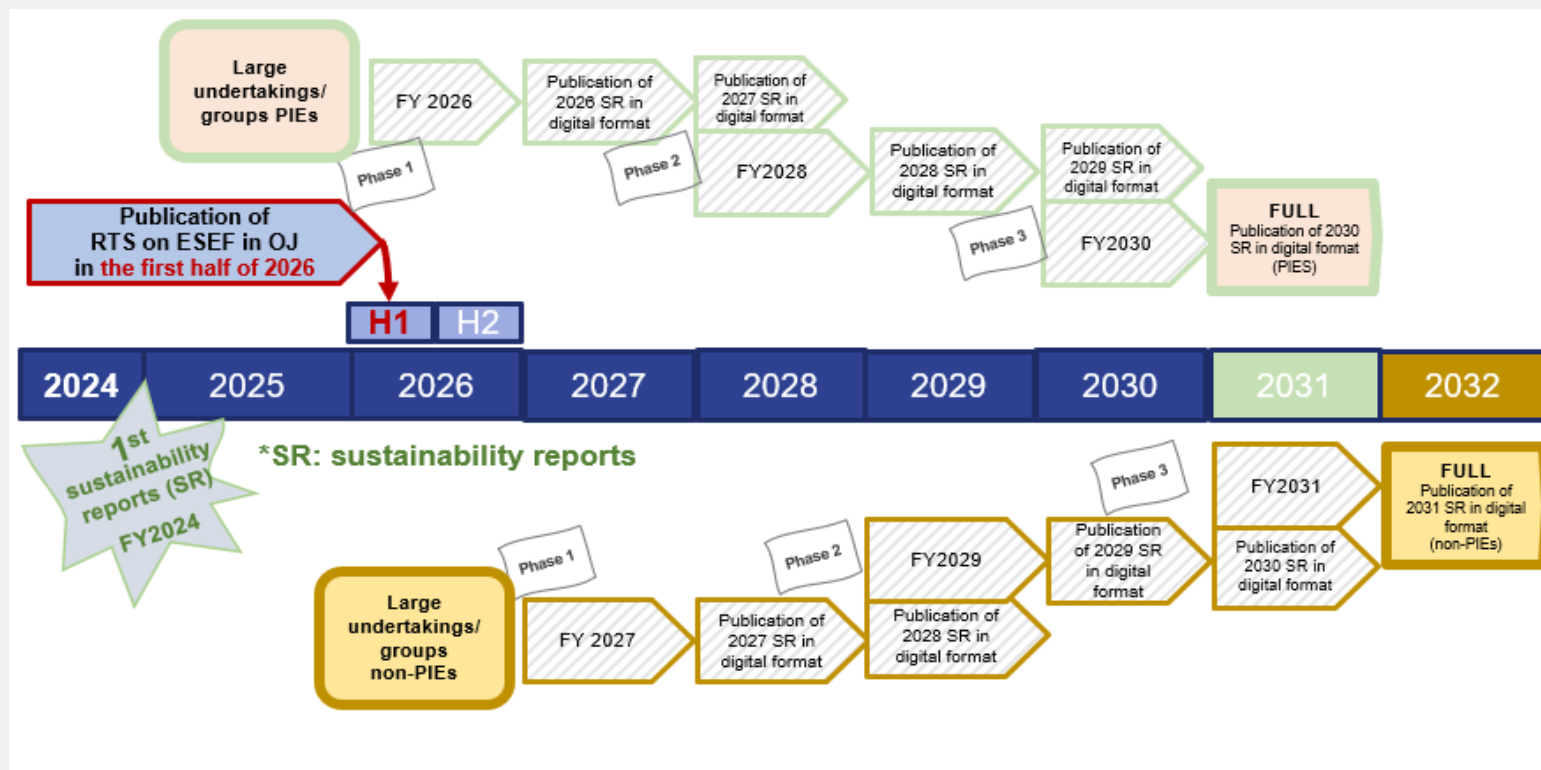 Large
undertakings/
groups PIEs
FY 2026
Publication of
2026 SR in
digital format
Publication of
2027 SR in
digital format
Phase 1
Phase 2
FY2028
Publication of
2028 SR in
digital format
Publication of
2029 SR in
digital format
Phase 3
FY2030
FULL
Publication of 2030
SR in digital format
(PIES)
Publication of
RTS on ESEF in OJ
in the first half of 2026
H1
H2
2024
2025
2026
2027
2028
2029
2030
2031
2032
1st
sustainability
reports (SR)
FY2024
*SR: sustainability reports
Phase 1
Large
undertakings/
groups
non-PIEs
FY 2027
Publication of
2027 SR in
digital format
Phase 2
FY2029
Publication of
2028 SR in
digital format
Publication
of 2029 SR
in digital
format
Phase 3
FY2031
Publication of
2030 SR in
digital format
FULL
Publication of
2031 SR in digital
format
(non-PIEs)